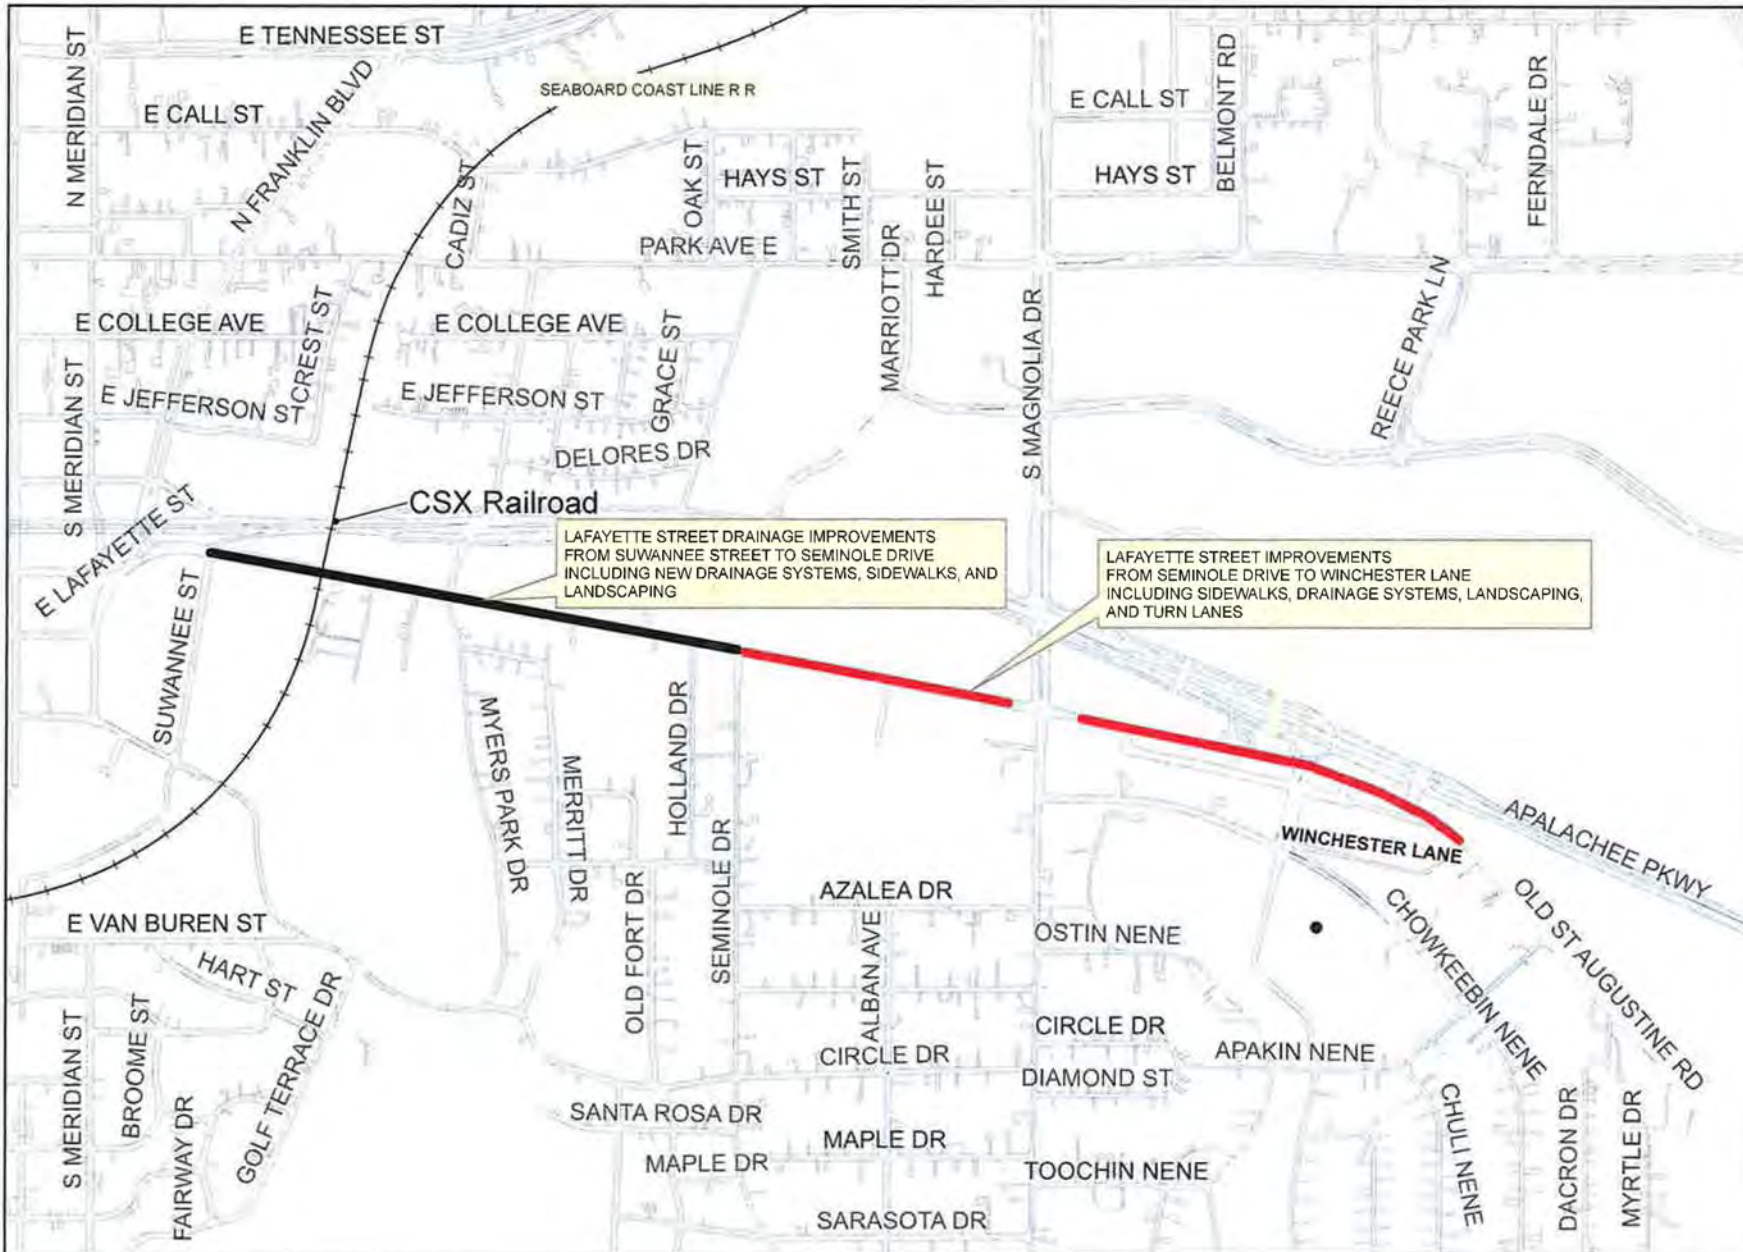 E TENNESSEE ST
SEABOARD COAST LINE R R
N MERIDIAN ST
E CALL ST
N FRANKLIN BLVD
CADIZ ST
OAK ST
HAYS ST
SMITH ST
HARDEE ST
PARK AVE E
MARRIOTT DR
E CALL ST
HAYS ST
BELMONT RD
FERNDALE DR
REECE PARK LN
E COLLEGE AVE
CREST ST
E COLLEGE AVE
GRACE ST
S MERIDIAN ST
E JEFFERSON ST
E JEFFERSON ST
DELORES DR
S MAGNOLIA DR
E LAFAYETTE ST
CSX Railroad
LAFAYETTE STREET DRAINAGE IMPROVEMENTS
FROM SUWANNEE STREET TO SEMINOLE DRIVE
INCLUDING NEW DRAINAGE SYSTEMS, SIDEWALKS, AND
LANDSCAPING
LAFAYETTE STREET IMPROVEMENTS
FROM SEMINOLE DRIVE TO WINCHESTER LANE
INCLUDING SIDEWALKS, DRAINAGE SYSTEMS, LANDSCAPING,
AND TURN LANES
SUWANNEE ST
MYERS PARK DR
MERRITT DR
HOLLAND DR
SEMINOLE DR
OLD FORT DR
WINCHESTER LANE
APALACHEE PKWY
AZALEA DR
ALBAN AVE
OSTIN NENE
CHOWKEEBIN NENE
OLD ST AUGUSTINE RD
E VAN BUREN ST
HART ST
GOLF TERRACE DR
S MERIDIAN ST
BROOME ST
FAIRWAY DR
CIRCLE DR
CIRCLE DR
APAKIN NENE
DIAMOND ST
SANTA ROSA DR
MAPLE DR
MAPLE DR
TOOCHIN NENE
CHULI NENE
DACRON DR
MYRTLE DR
SARASOTA DR